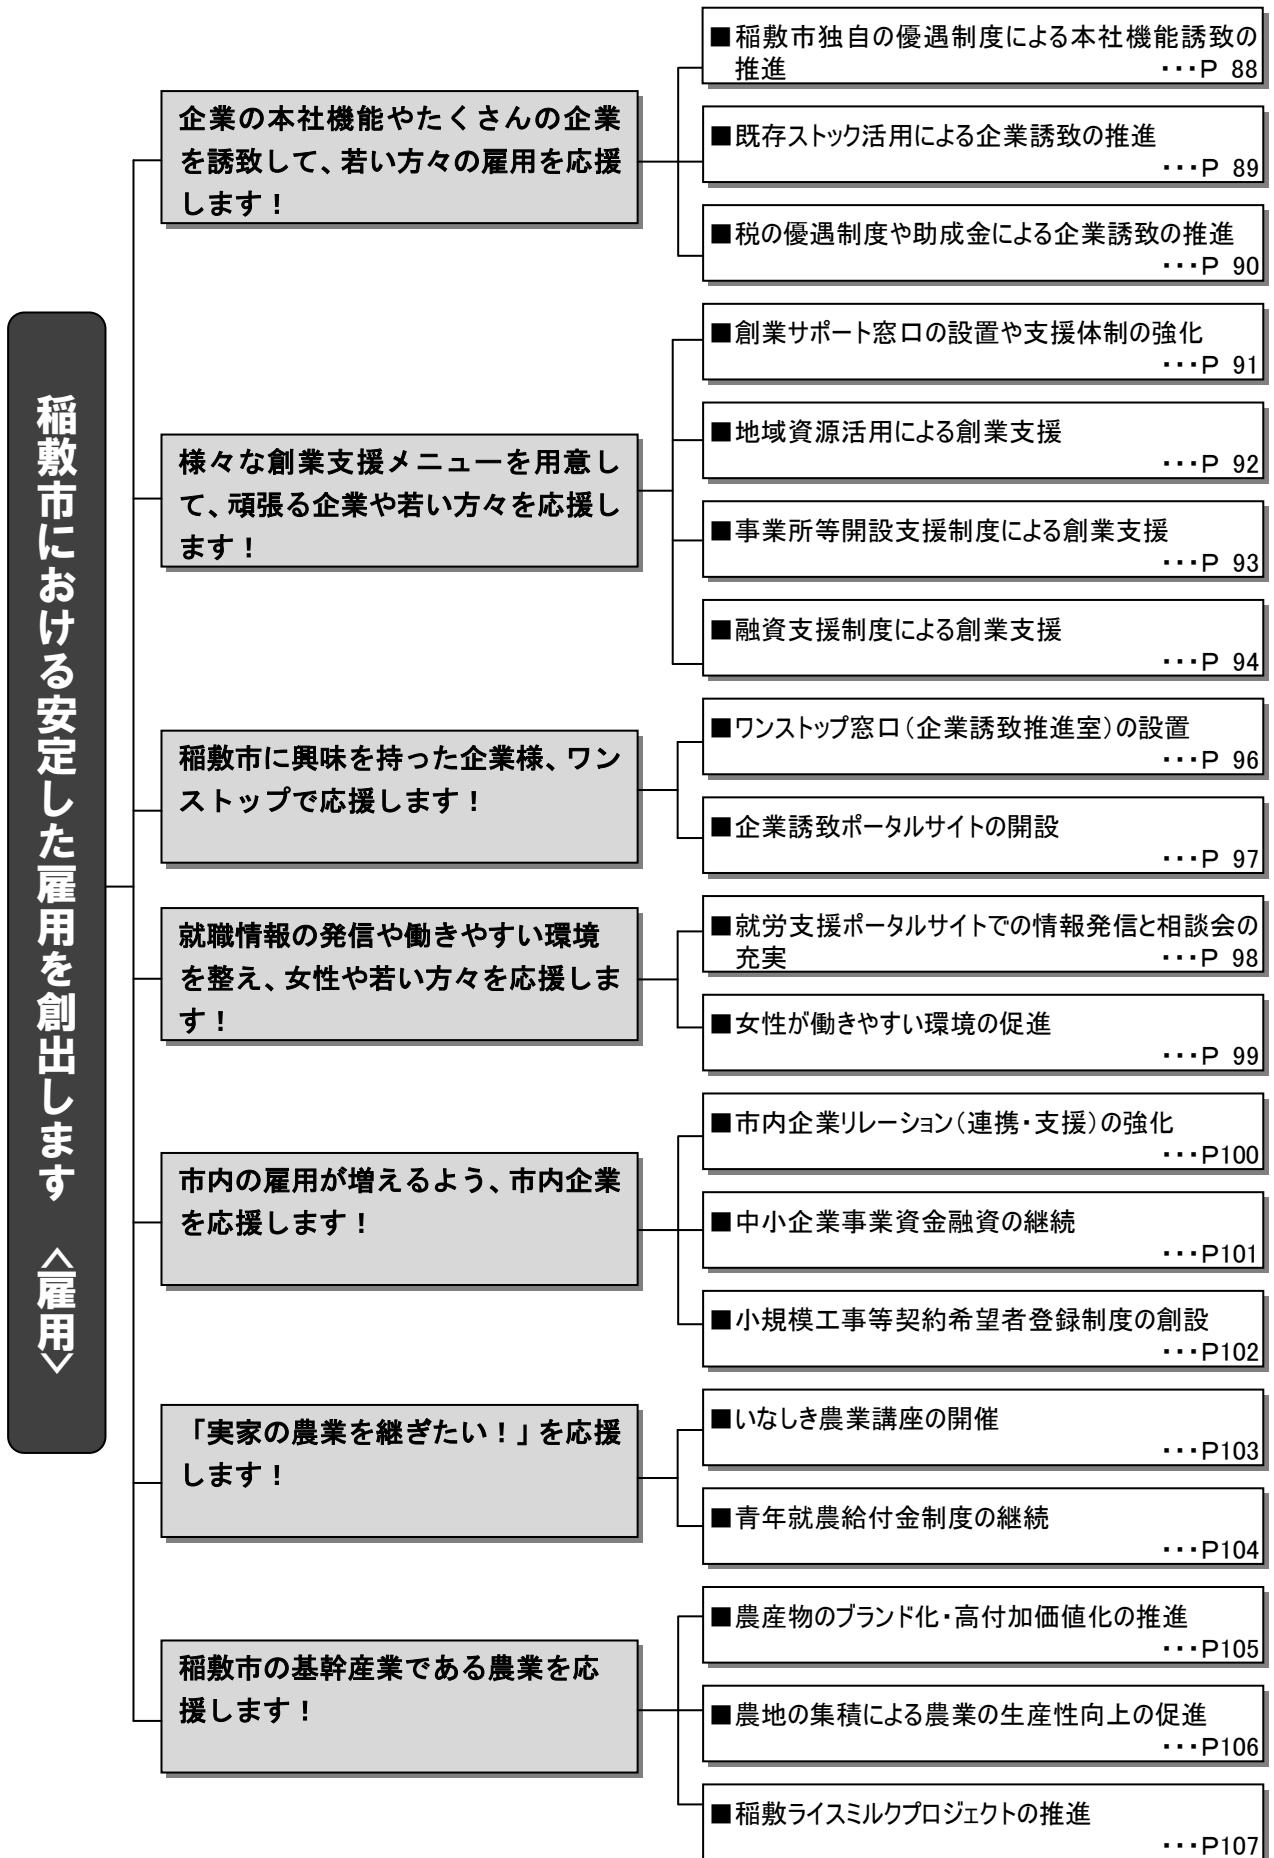 稲敷市における安定した雇用を創出します <雇用>
企業の本社機能やたくさんの企業
を誘致して、若い方々の雇用を応援
します！
■稲敷市独自の優遇制度による本社機能誘致の
推進 ･･･P 88
■既存ストック活用による企業誘致の推進
･･･P 89
■税の優遇制度や助成金による企業誘致の推進
･･･P 90
様々な創業支援メニューを用意し
て、頑張る企業や若い方々を応援し
ます！
■創業サポート窓口の設置や支援体制の強化
･･･P 91
■地域資源活用による創業支援
･･･P 92
■事業所等開設支援制度による創業支援
･･･P 93
■融資支援制度による創業支援
･･･P 94
稲敷市に興味を持った企業様、ワン
ストップで応援します！
■ワンストップ窓口（企業誘致推進室）の設置
･･･P 96
■企業誘致ポータルサイトの開設
･･･P 97
就職情報の発信や働きやすい環境
を整え、女性や若い方々を応援しま
す！
■就労支援ポータルサイトでの情報発信と相談会の
充実 ･･･P 98
■女性が働きやすい環境の促進
･･･P 99
市内の雇用が増えるよう、市内企業
を応援します！
■市内企業リレーション（連携・支援）の強化
･･･P100
■中小企業事業資金融資の継続
･･･P101
■小規模工事等契約希望者登録制度の創設
･･･P102
「実家の農業を継ぎたい！」を応援
します！
■いなしき農業講座の開催
･･･P103
■青年就農給付金制度の継続
･･･P104
稲敷市の基幹産業である農業を応
援します！
■農産物のブランド化・高付加価値化の推進
･･･P105
■農地の集積による農業の生産性向上の促進
･･･P106
■稲敷ライスミルクプロジェクトの推進
･･･P107